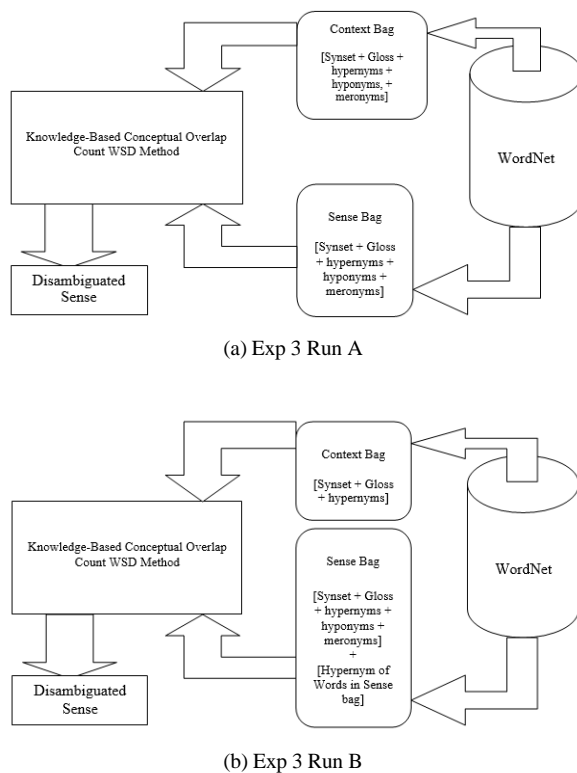 Context Bag
[Synset + Gloss +
hypernyms +
hyponyms, +
meronyms]
Knowledge-Based Conceptual Overlap
Count WSD Method
WordNet
Sense Bag
[Synset + Gloss
+ hypernyms +
hyponyms +
meronyms]
Disambiguated
Sense
(a) Exp 3 Run A
Context Bag
[Synset + Gloss
+ hypernyms]
Knowledge-Based Conceptual Overlap
Count WSD Method
WordNet
Sense Bag
[Synset + Gloss
+ hypernyms +
hyponyms +
meronyms]
+
[Hypernym of
Words in Sense
bag]
Disambiguated
Sense
(b) Exp 3 Run B